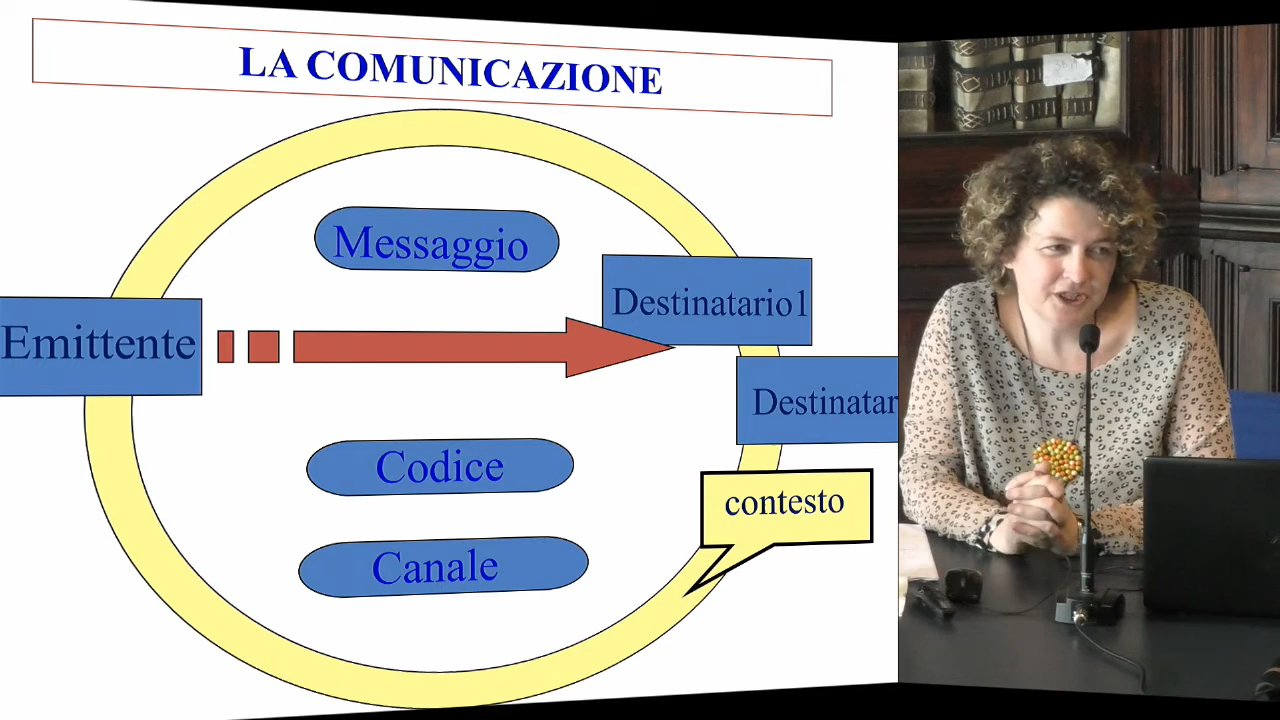 LA COMUNICAZIONE
Messaggio
Destinatario1
Emittente
Destinatar
Codice
contesto
Canale